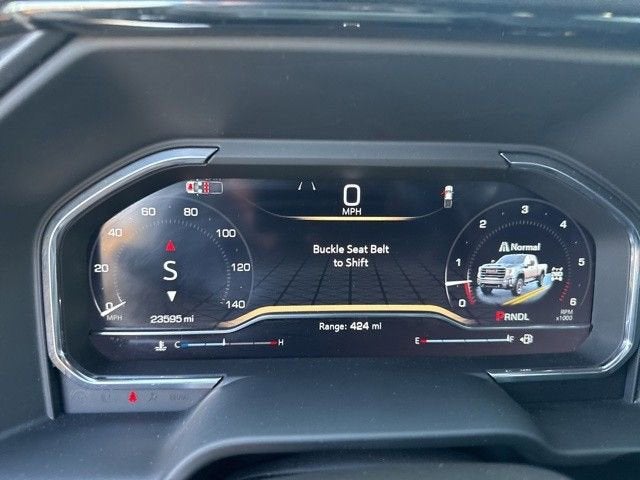 0
MPH
Buckle Seat Belt
to Shift
0 20 40 60 80 100 120 140
MPH
S
23595 mi
0 1 2 3 4 5 6
Normal
PRNDL
RPM
x1000
Range: 424 mi
C H
E F